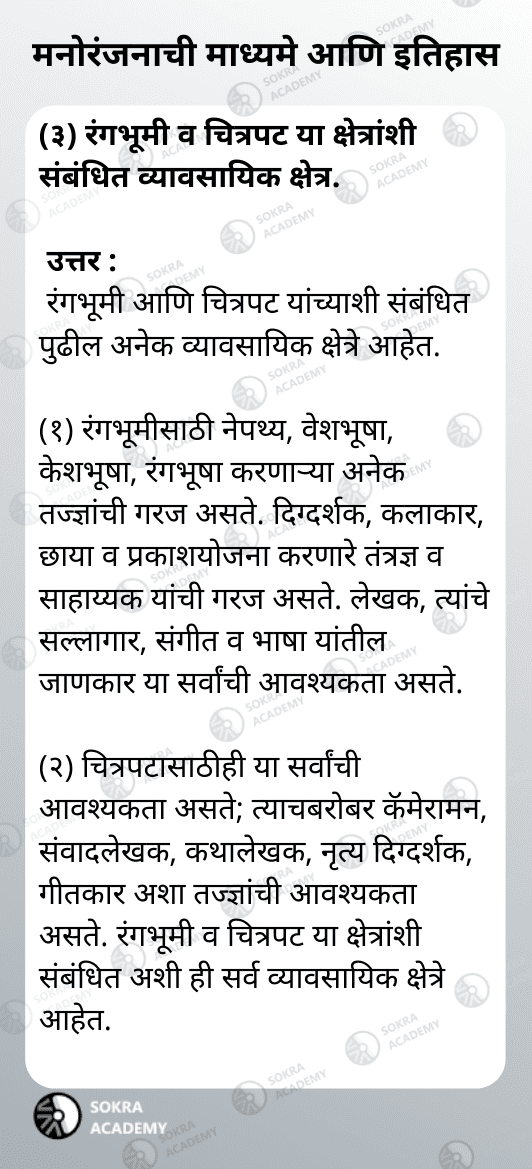 मनोरंजनाची माध्यमे आणि इतिहास
(३) रंगभूमी व चित्रपट या क्षेत्रांशी
संबंधित व्यावसायिक क्षेत्र.
उत्तर :
रंगभूमी आणि चित्रपट यांच्याशी संबंधित
पुढील अनेक व्यावसायिक क्षेत्रे आहेत.
(१) रंगभूमीसाठी नेपथ्य, वेशभूषा,
केशभूषा, रंगभूषा करणाऱ्या अनेक
तज्ज्ञांची गरज असते. दिग्दर्शक, कलाकार,
छाया व प्रकाशयोजना करणारे तंत्रज्ञ व
साहाय्यक यांची गरज असते. लेखक, त्यांचे
सल्लागार, संगीत व भाषा यांतील
जाणकार या सर्वांची आवश्यकता असते.
(२) चित्रपटासाठीही या सर्वांची
आवश्यकता असते; त्याचबरोबर कॅमेरामन,
संवादलेखक, कथालेखक, नृत्य दिग्दर्शक,
गीतकार अशा तज्ज्ञांची आवश्यकता
असते. रंगभूमी व चित्रपट या क्षेत्रांशी
संबंधित अशी ही सर्व व्यावसायिक क्षेत्रे
आहेत.
SOKRA
ACADEMY